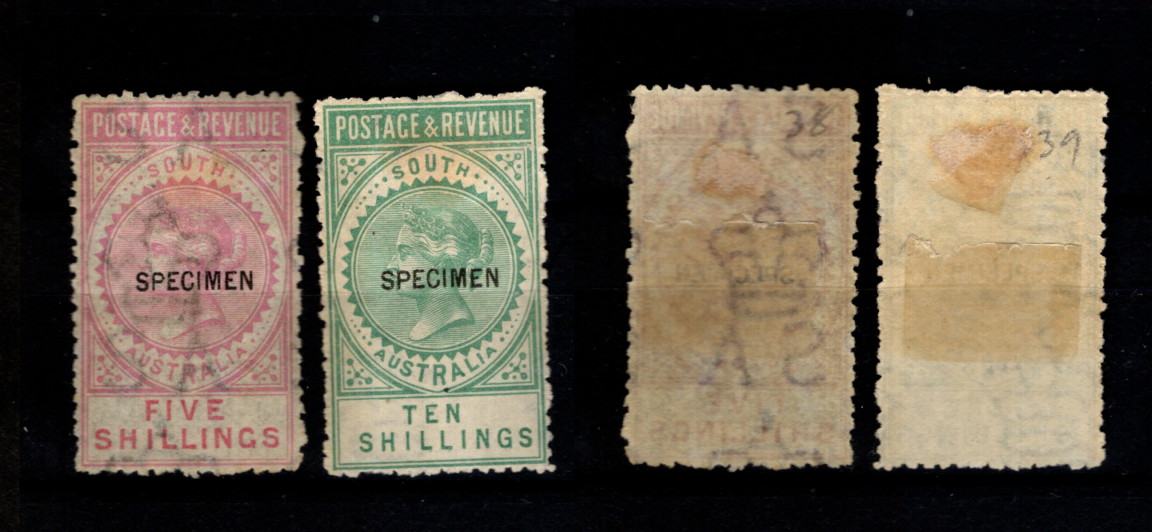 POSTAGE & REVENUE
SOUTH
SPECIMEN
AUSTRALIA
FIVE
SHILLINGS
POSTAGE & REVENUE
SOUTH
SPECIMEN
AUSTRALIA
TEN
SHILLINGS
38
39